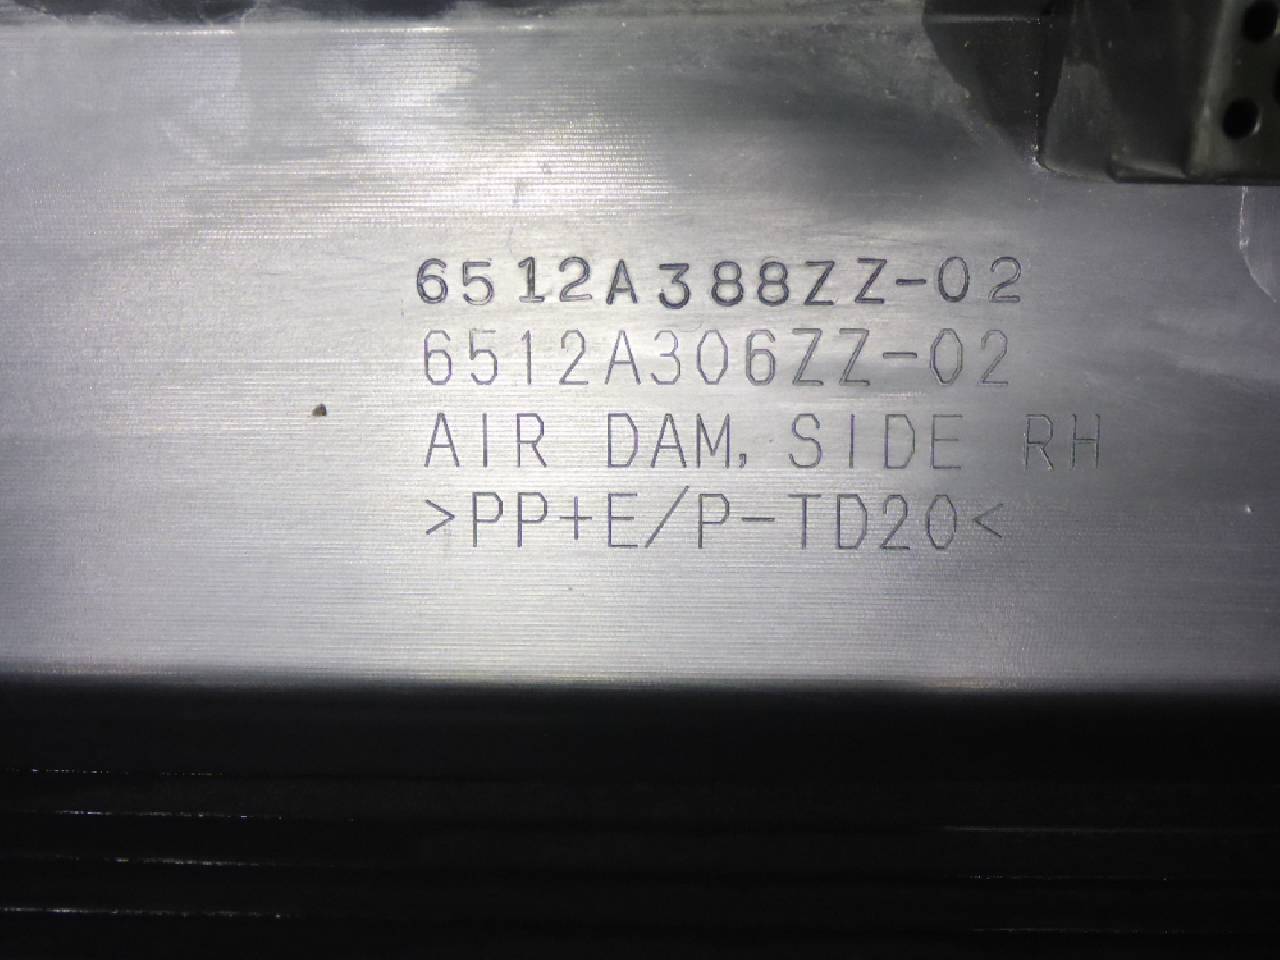 6512A388ZZ-02
6512A306ZZ-02
AIR DAM, SIDE RH
>PP+E/P-TD20<